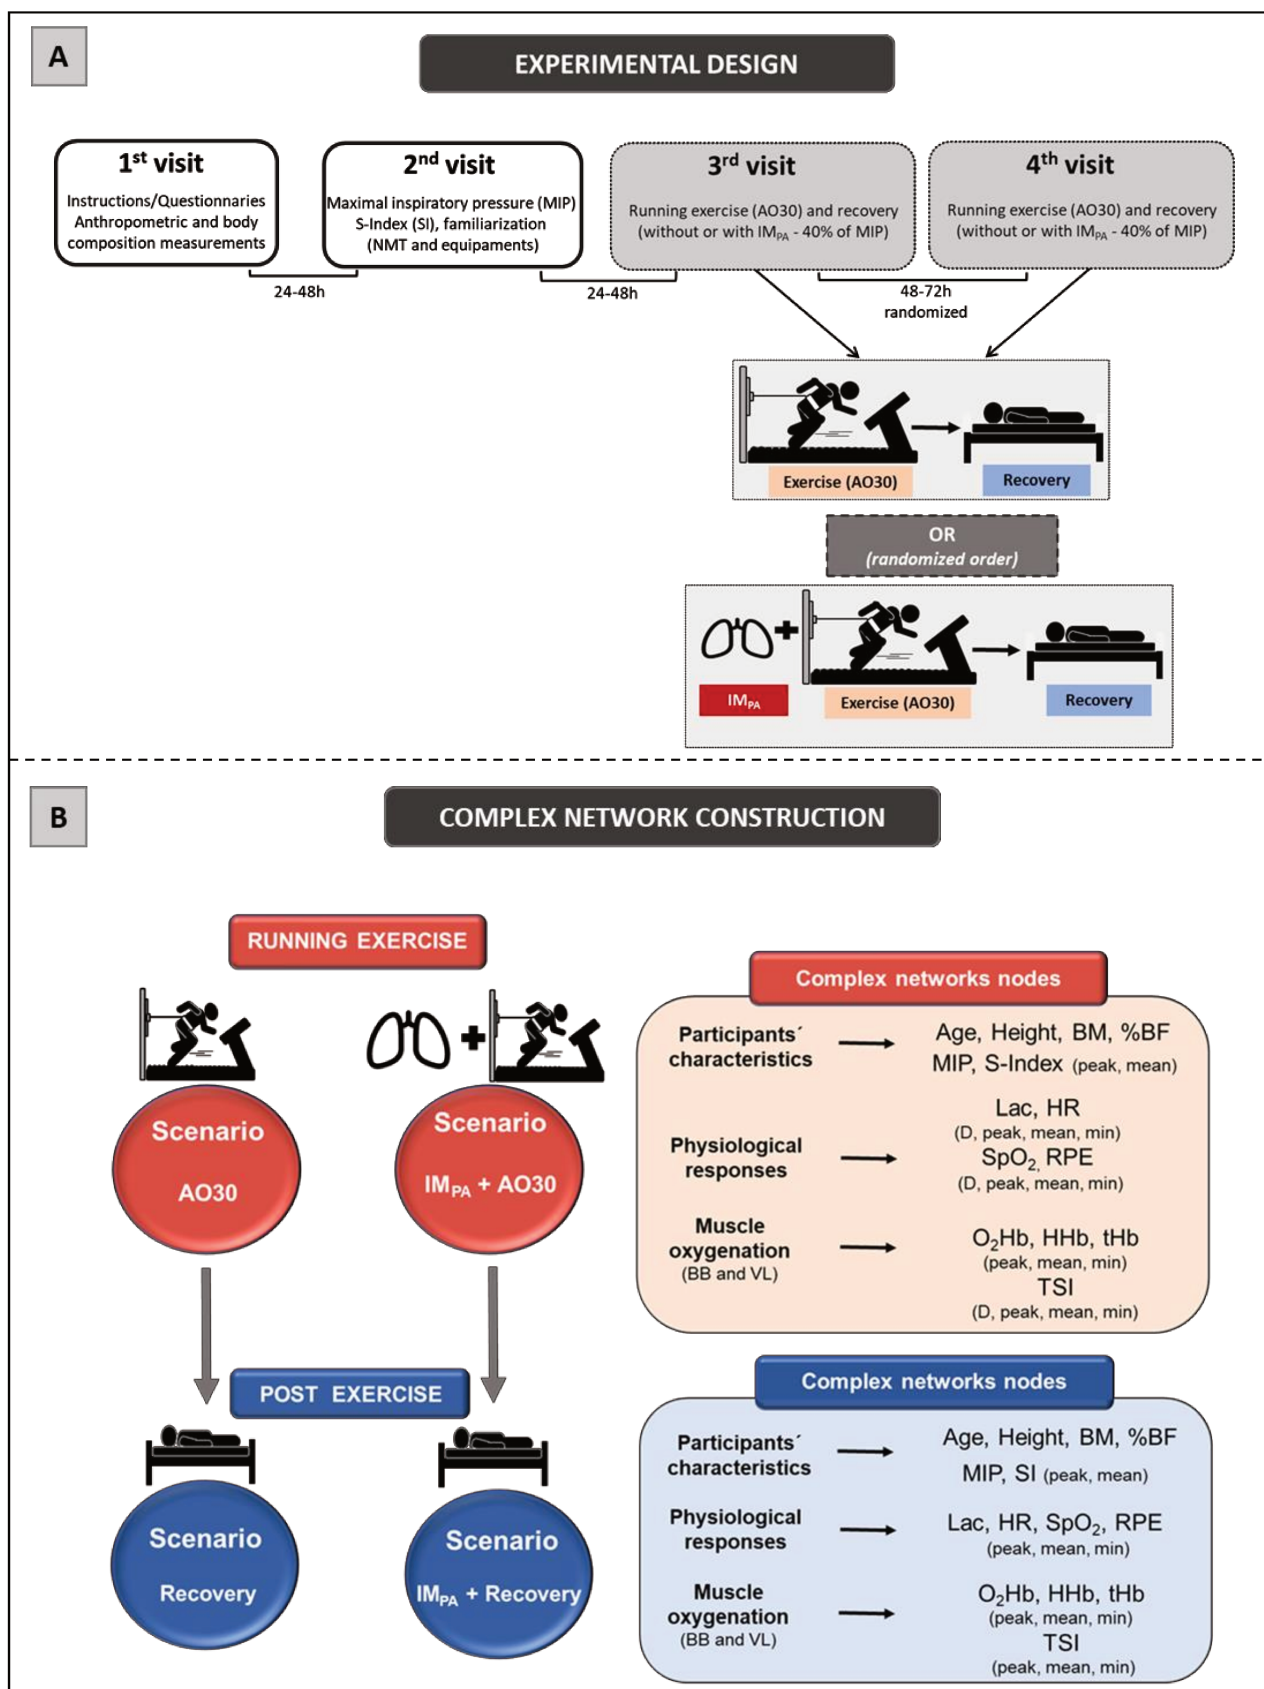 A
EXPERIMENTAL DESIGN
1st visit
Instructions/Questionnaries
Anthropometric and body
composition measurements
2nd visit
Maximal inspiratory pressure (MIP)
S-Index (SI), familiarization
(NMT and equipaments)
3rd visit
Running exercise (AO30) and recovery
(without or with IMPA - 40% of MIP)
4th visit
Running exercise (AO30) and recovery
(without or with IMPA - 40% of MIP)
24-48h
24-48h
48-72h
randomized
Exercise (AO30)
Recovery
OR
(randomized order)
IMPA
Exercise (AO30)
Recovery
B
COMPLEX NETWORK CONSTRUCTION
RUNNING EXERCISE
Scenario
AO30
Scenario
IMPA + AO30
POST EXERCISE
Scenario
Recovery
Scenario
IMPA + Recovery
Complex networks nodes
Participants´
characteristics
Age, Height, BM, %BF
MIP, S-Index (peak, mean)
Physiological
responses
Lac, HR
(D, peak, mean, min)
SpO2, RPE
(D, peak, mean, min)
Muscle
oxygenation
(BB and VL)
O2Hb, HHb, tHb
(peak, mean, min)
TSI
(D, peak, mean, min)
Complex networks nodes
Participants´
characteristics
Age, Height, BM, %BF
MIP, SI (peak, mean)
Physiological
responses
Lac, HR, SpO2, RPE
(peak, mean, min)
Muscle
oxygenation
(BB and VL)
O2Hb, HHb, tHb
(peak, mean, min)
TSI
(peak, mean, min)